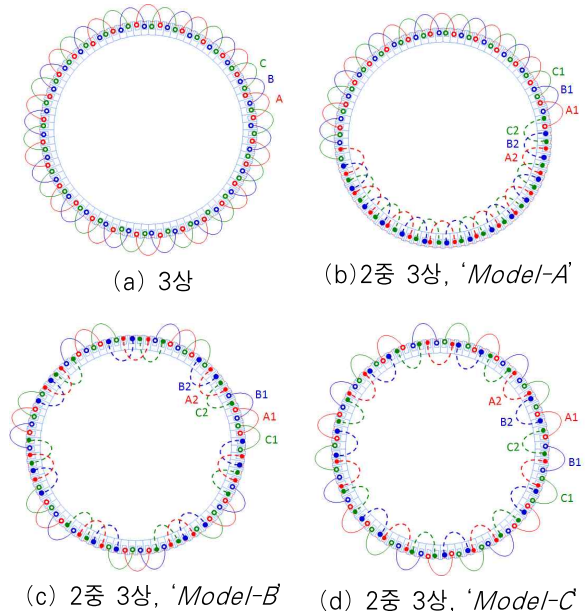 C
B
A
(a) 3상
C1
B1
A1
C2
B2
A2
(b)2중 3상, ‘Model-A’
B2
A2
C2
B1
A1
C1
(c) 2중 3상, ‘Model-B’
A2
B2
C2
A1
B1
C1
(d) 2중 3상, ‘Model-C’